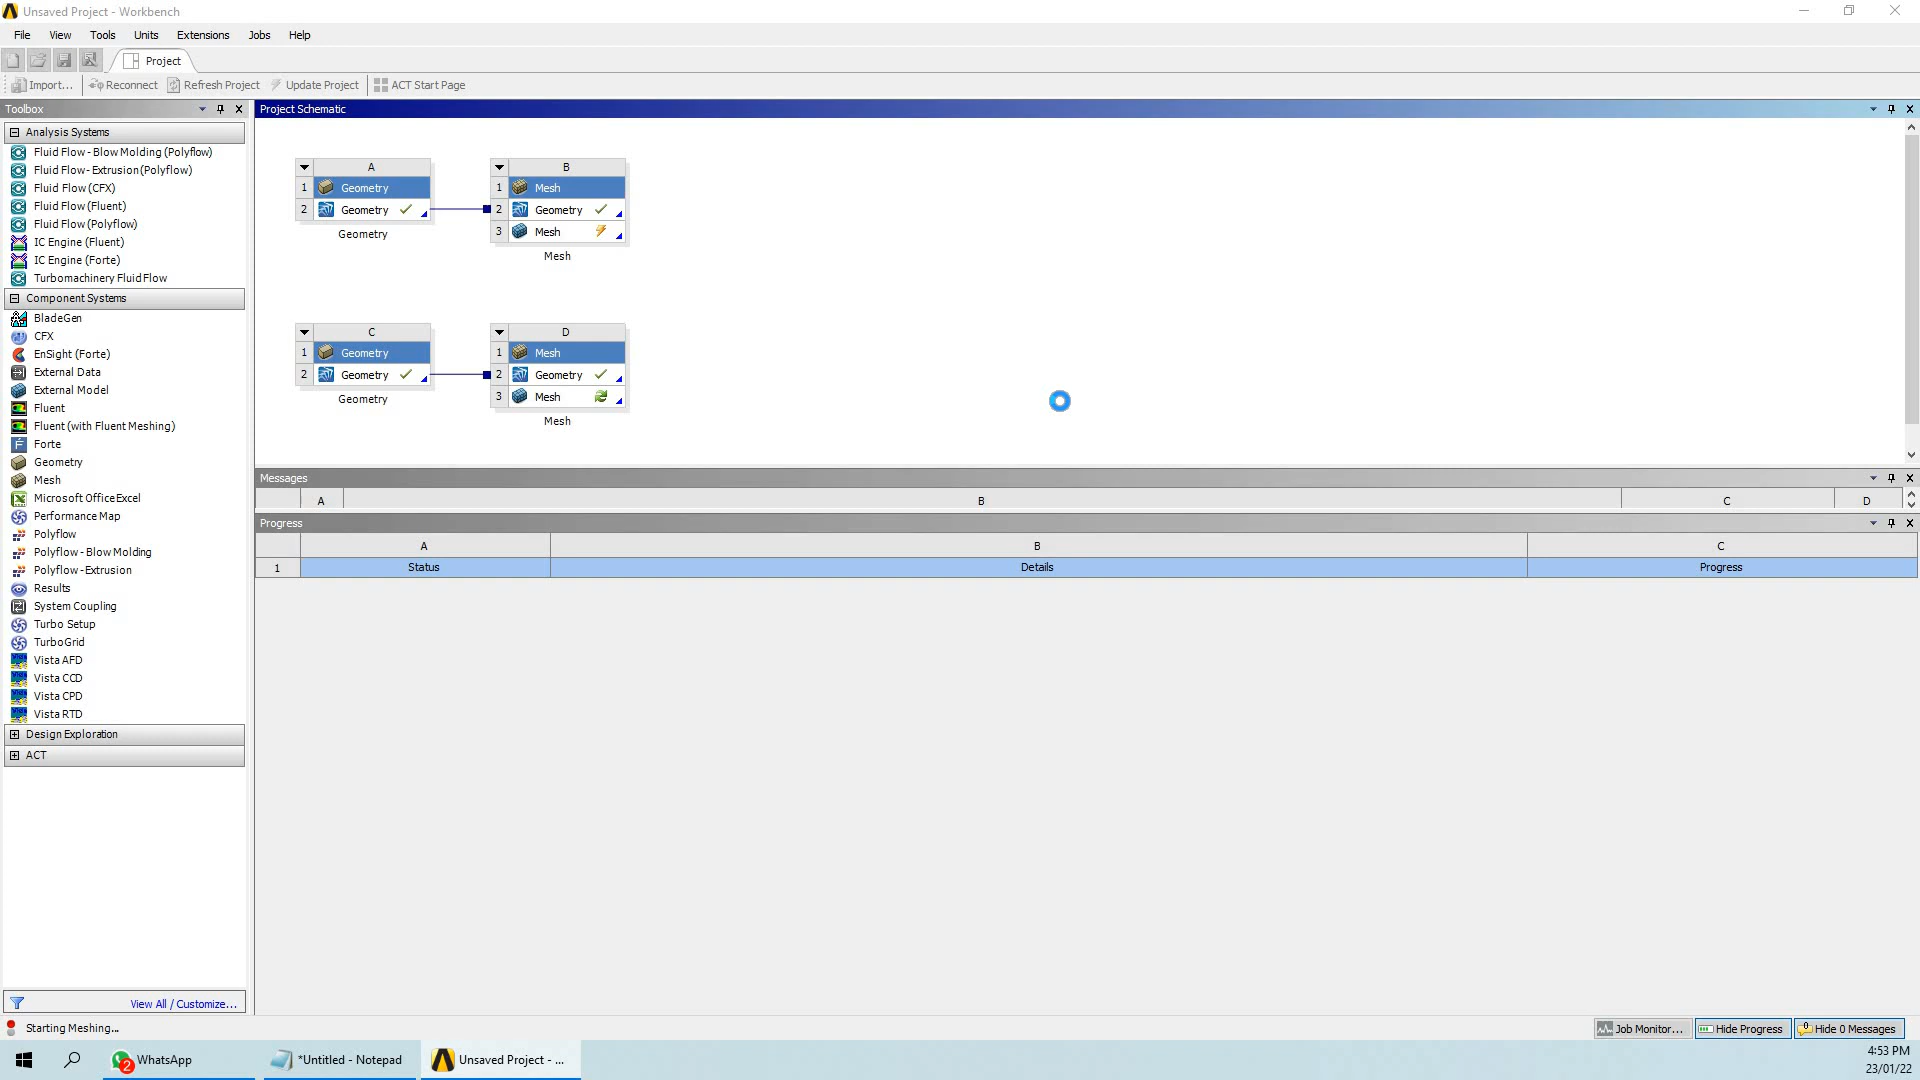 Unsaved Project - Workbench
File View Tools Units Extensions Jobs Help
Project
Import... Reconnect Refresh Project Update Project ACT Start Page
Toolbox
Analysis Systems
Fluid Flow - Blow Molding (Polyflow)
Fluid Flow - Extrusion (Polyflow)
Fluid Flow (CFX)
Fluid Flow (Fluent)
Fluid Flow (Polyflow)
IC Engine (Fluent)
IC Engine (Forte)
Turbomachinery Fluid Flow
Component Systems
BladeGen
CFX
EnSight (Forte)
External Data
External Model
Fluent
Fluent (with Fluent Meshing)
Forte
Geometry
Mesh
Microsoft Office Excel
Performance Map
Polyflow
Polyflow - Blow Molding
Polyflow - Extrusion
Results
System Coupling
Turbo Setup
TurboGrid
Vista AFD
Vista CCD
Vista CPD
Vista RTD
Design Exploration
ACT
View All / Customize...
Project Schematic
A
1 Geometry
2 Geometry
Geometry
B
1 Mesh
2 Geometry
3 Mesh
Mesh
C
1 Geometry
2 Geometry
Geometry
D
1 Mesh
2 Geometry
3 Mesh
Mesh
Messages
A B C D
Progress
A B C
1 Status Details Progress
Starting Meshing...
Job Monitor... Hide Progress 0 Hide 0 Messages
2 WhatsApp *Untitled - Notepad Unsaved Project - ...
4:53 PM
23/01/22